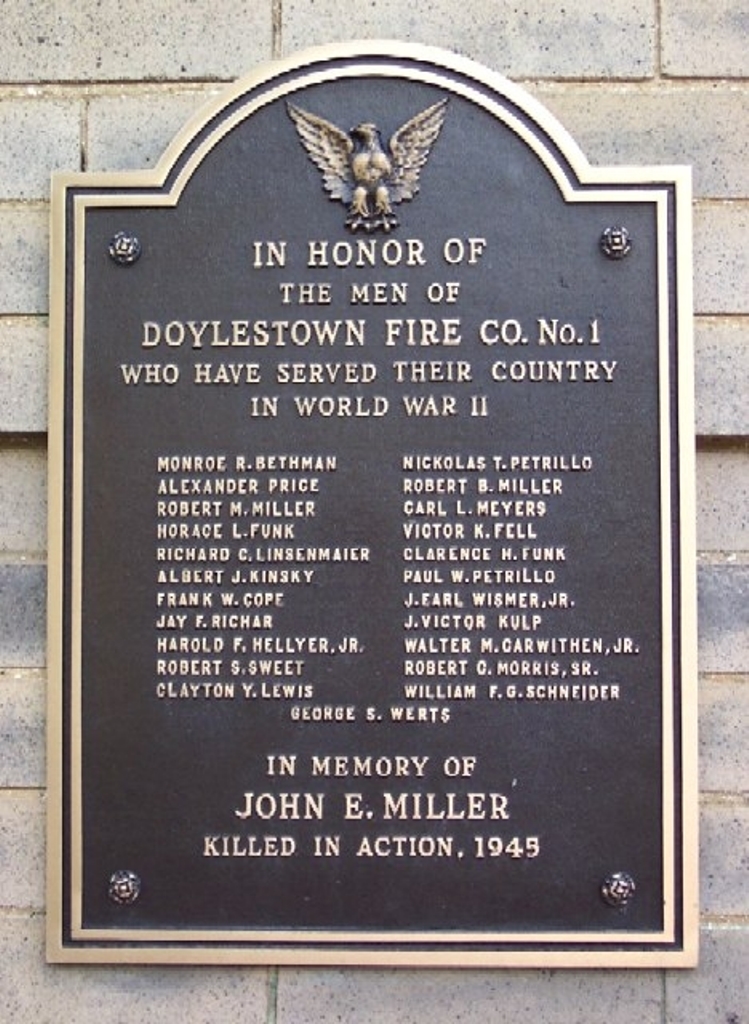 IN HONOR OF
THE MEN OF
DOYLESTOWN FIRE CO. No. 1
WHO HAVE SERVED THEIR COUNTRY
IN WORLD WAR II
MONROE R. BETHMAN
ALEXANDER PRICE
ROBERT M. MILLER
HORACE L. FUNK
RICHARD C. LINSENMAIER
ALBERT J. KINSKY
FRANK W. COPE
JAY F. RICHAR
HAROLD F. HELLYER, JR.
ROBERT S. SWEET
CLAYTON Y. LEWIS
NICKOLAS T. PETRILLO
ROBERT B. MILLER
CARL L. MEYERS
VICTOR K. FELL
CLARENCE H. FUNK
PAUL W. PETRILLO
J. EARL WISMER, JR.
J. VICTOR KULP
WALTER M. CARWITHEN, JR.
ROBERT C. MORRIS, SR.
WILLIAM F. G. SCHNEIDER
GEORGE S. WERTS
IN MEMORY OF
JOHN E. MILLER
KILLED IN ACTION, 1945